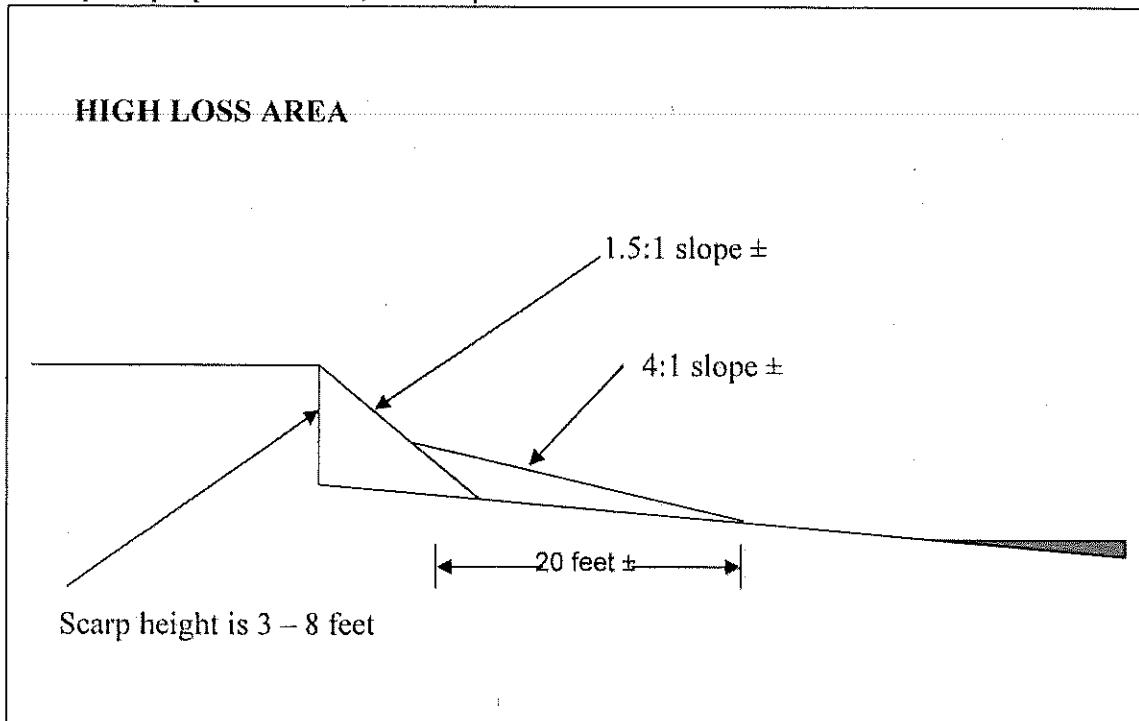 HIGH LOSS AREA
1.5:1 slope ±
4:1 slope ±
20 feet ±
Scarp height is 3 – 8 feet